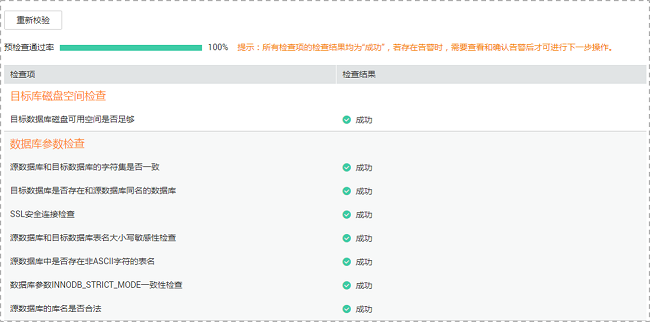 重新校验
预检查通过率 100% 提示：所有检查项的检查结果均为“成功”，若存在告警时，需要查看和确认告警后才可进行下一步操作。
检查项 检查结果
目标库磁盘空间检查
目标数据库磁盘可用空间是否足够 成功
数据库参数检查
源数据库和目标数据库的字符集是否一致 成功
目标数据库是否存在和源数据库同名的数据库 成功
SSL安全连接检查 成功
源数据库和目标数据库表名大小写敏感性检查 成功
源数据库中是否存在非ASCII字符的表名 成功
数据库参数INNODB_STRICT_MODE一致性检查 成功
源数据库的库名是否合法 成功